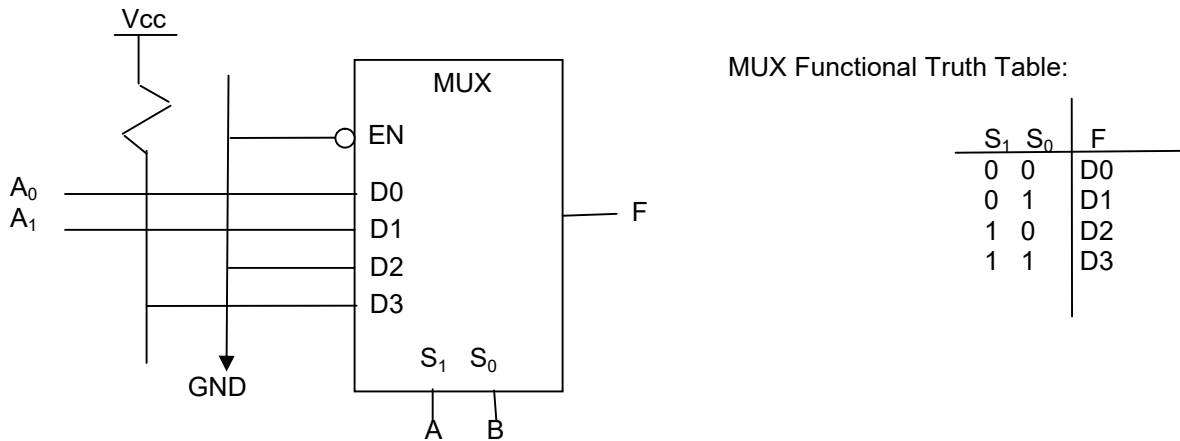 Vcc
MUX
MUX Functional Truth Table:
EN
S₁ S₀ F
0 0 D0
0 1 D1
1 0 D2
1 1 D3
A₀
D0
A₁
D1
F
D2
D3
S₁ S₀
GND
A B